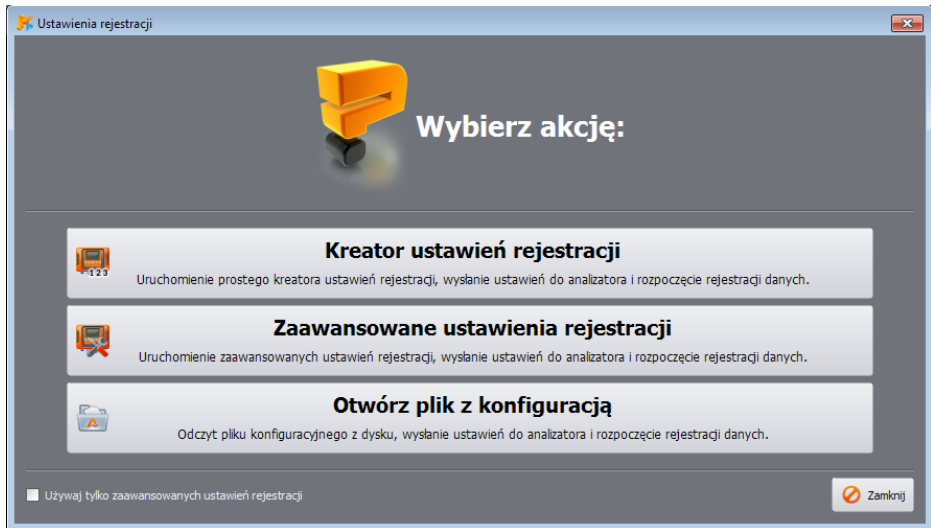 Ustawienia rejestracji
Wybierz akcję:
Kreator ustawień rejestracji
123
Uruchomienie prostego kreatora ustawień rejestracji, wysłanie ustawień do analizatora i rozpoczęcie rejestracji danych.
Zaawansowane ustawienia rejestracji
Uruchomienie zaawansowanych ustawień rejestracji, wysłanie ustawień do analizatora i rozpoczęcie rejestracji danych.
Otwórz plik z konfiguracją
Odczyt pliku konfiguracyjnego z dysku, wysłanie ustawień do analizatora i rozpoczęcie rejestracji danych.
Używaj tylko zaawansowanych ustawień rejestracji
Zamknij